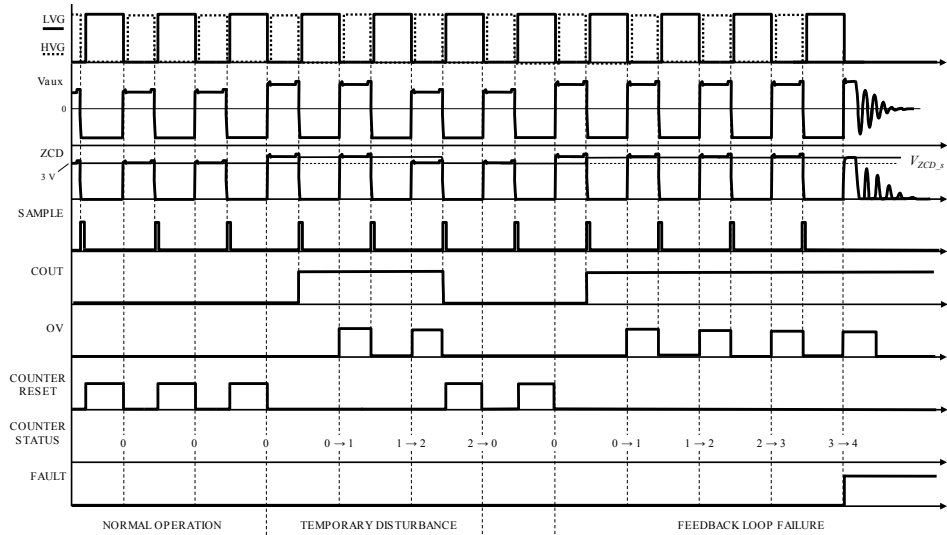 LVG
HVG
Vaux
0
ZCD
3 V
V_ZCD_s
SAMPLE
COUT
OV
COUNTER
RESET
COUNTER
STATUS
0 0 0 0 → 1 1 → 2 2 → 0 0 0 → 1 1 → 2 2 → 3 3 → 4
FAULT
NORMAL OPERATION TEMPORARY DISTURBANCE FEEDBACK LOOP FAILURE